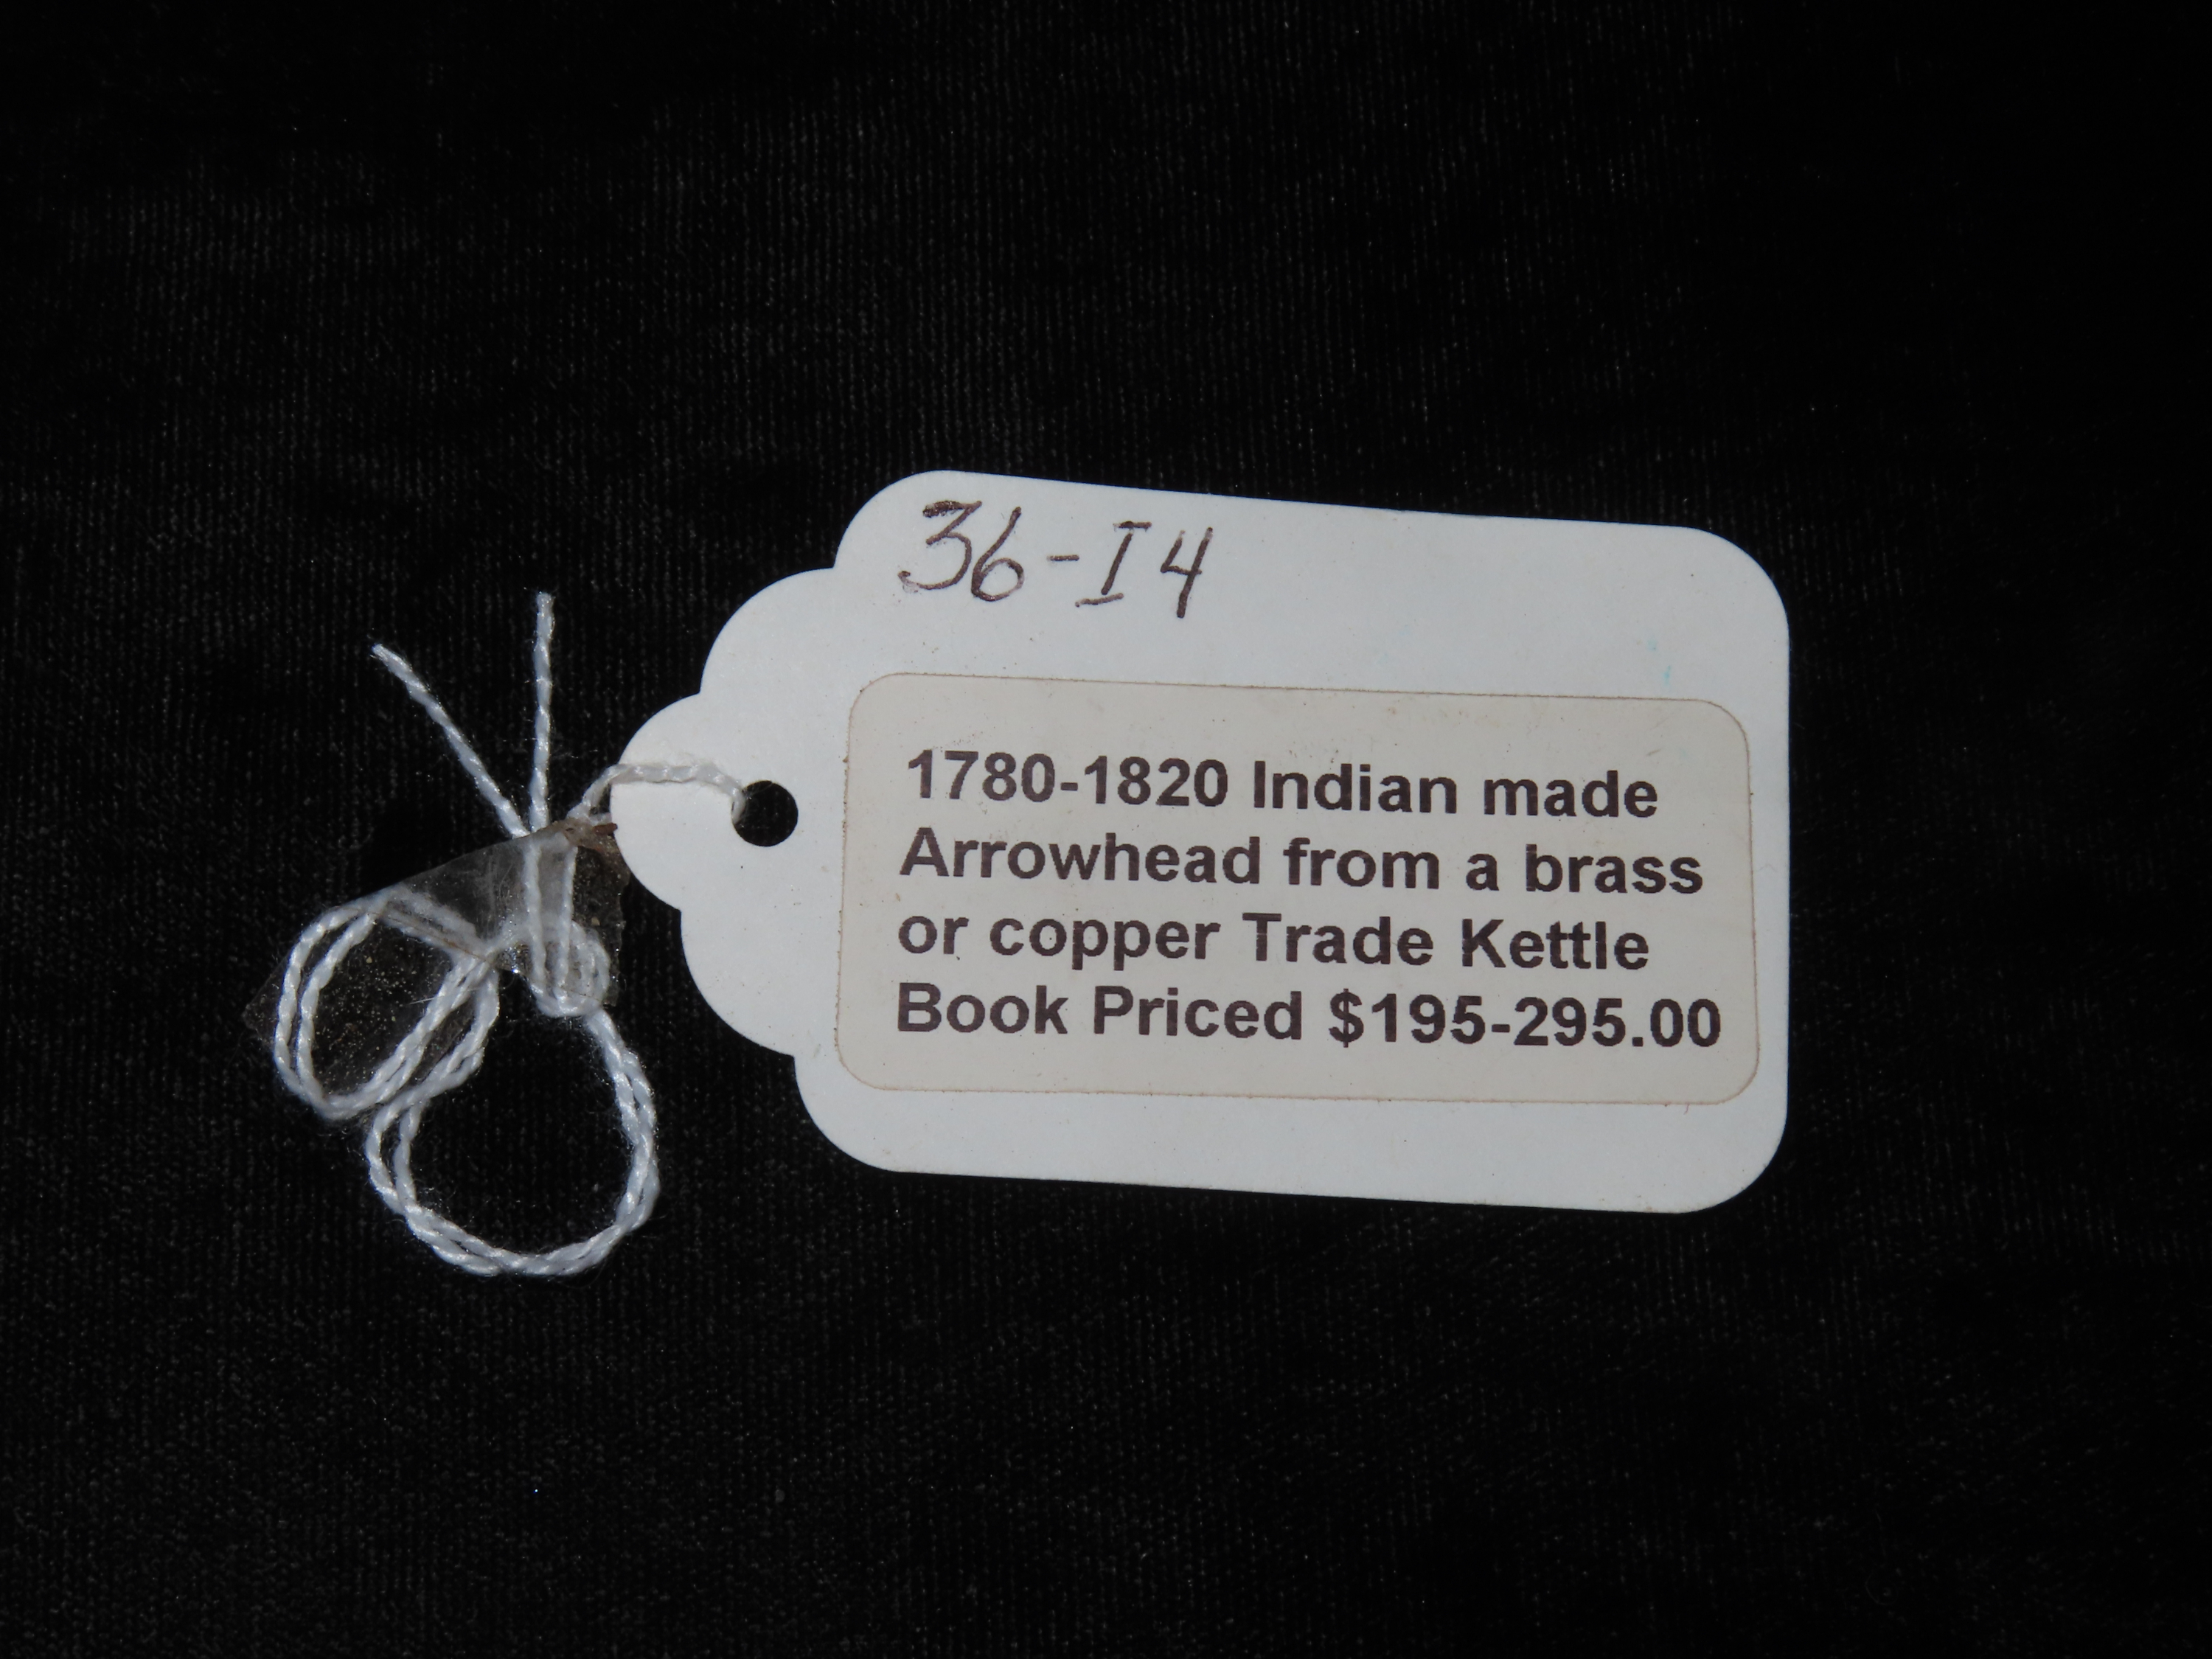 36-I4
1780-1820 Indian made
Arrowhead from a brass
or copper Trade Kettle
Book Priced $195-295.00